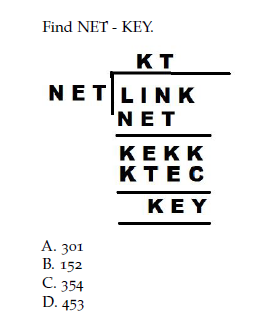 Find NET - KEY.
K T
N E T L I N K
N E T
K E K K
K T E C
K E Y
A. 301
B. 152
C. 354
D. 453